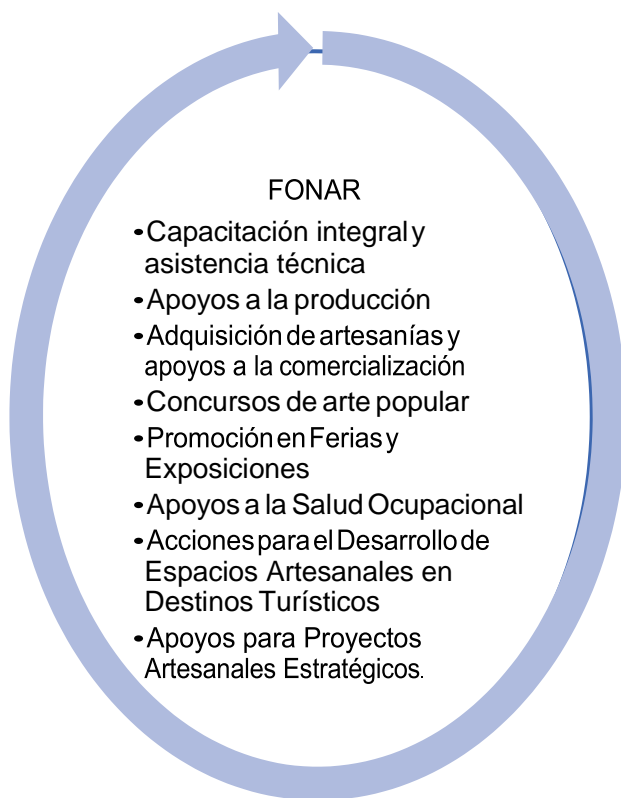 FONAR
•Capacitación integral y
asistencia técnica
•Apoyos a la producción
•Adquisición de artesanías y
apoyos a la comercialización
•Concursos de arte popular
•Promoción en Ferias y
Exposiciones
•Apoyos a la Salud Ocupacional
•Acciones para el Desarrollo de
Espacios Artesanales en
Destinos Turísticos
•Apoyos para Proyectos
Artesanales Estratégicos.